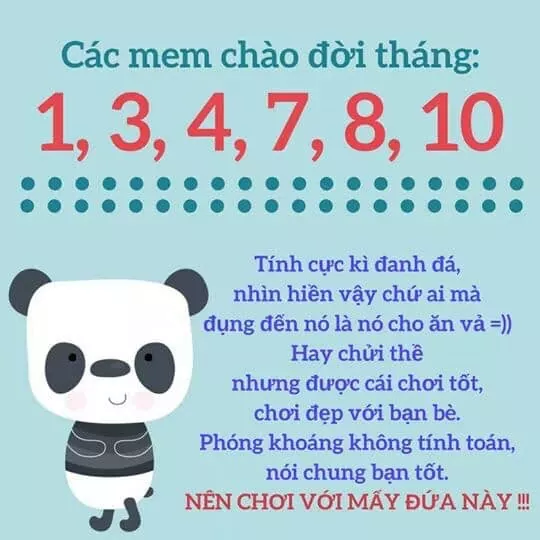 Các mem chào đời tháng:
1, 3, 4, 7, 8, 10
Tính cực kì đanh đá,
nhìn hiền vậy chứ ai mà
đụng đến nó là nó cho ăn vả =))
Hay chửi thề
nhưng được cái chơi tốt,
chơi đẹp với bạn bè.
Phóng khoáng không tính toán,
nói chung bạn tốt.
NÊN CHƠI VỚI MẤY ĐỨA NÀY !!!